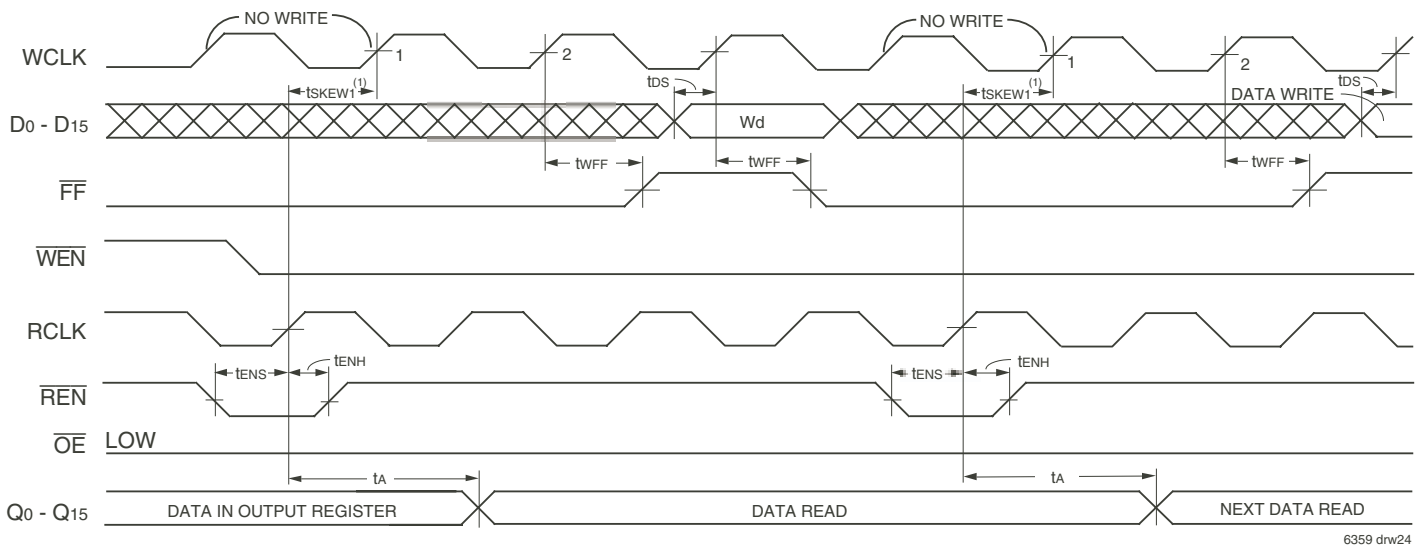 NO WRITE
NO WRITE
WCLK
1
2
1
2
tSKEW1(1)
tDS
tSKEW1(1)
tDS
D0 - D15
Wd
DATA WRITE
tWFF
tWFF
tWFF
FF
WEN
RCLK
tENS
tENH
tENS
tENH
REN
OE
LOW
tA
tA
Q0 - Q15
DATA IN OUTPUT REGISTER
DATA READ
NEXT DATA READ
6359 drw24